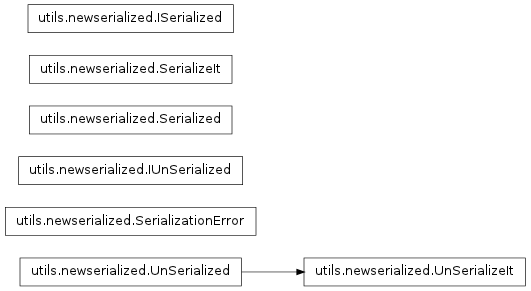 utils.newserialized.ISerialized
utils.newserialized.SerializeIt
utils.newserialized.Serialized
utils.newserialized.IUnSerialized
utils.newserialized.SerializationError
utils.newserialized.UnSerialized
utils.newserialized.UnSerializeIt